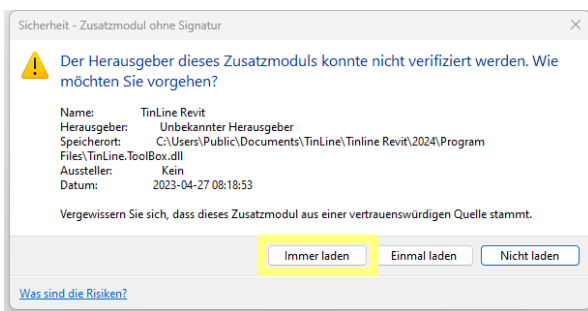 Sicherheit - Zusatzmodul ohne Signatur
Der Herausgeber dieses Zusatzmoduls konnte nicht verifiziert werden. Wie
möchten Sie vorgehen?
Name: TinLine Revit
Herausgeber: Unbekannter Herausgeber
Speicherort: C:\Users\Public\Documents\TinLine\Tinline Revit\2024\Program
Files\TinLine.ToolBox.dll
Aussteller: Kein
Datum: 2023-04-27 08:18:53
Vergewissern Sie sich, dass dieses Zusatzmodul aus einer vertrauenswürdigen Quelle stammt.
Immer laden Einmal laden Nicht laden
Was sind die Risiken?